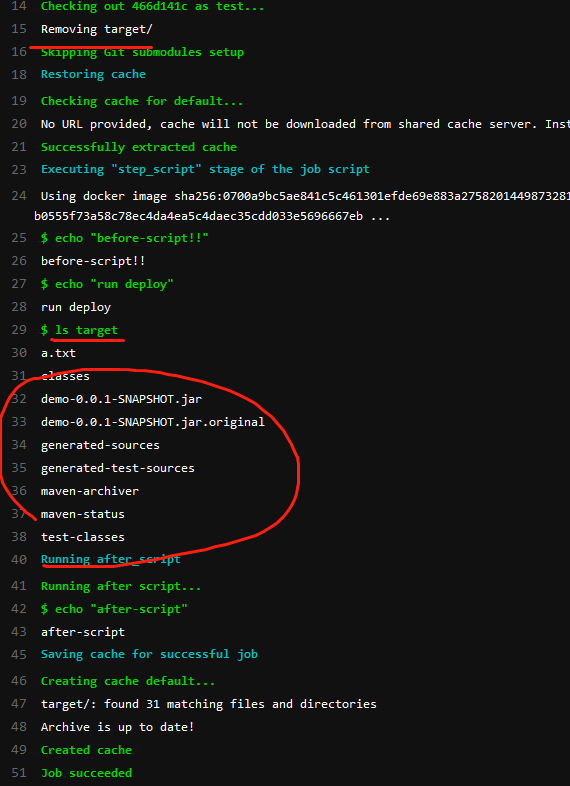 14 Checking out 466d141c as test...
15 Removing target/
16 Skipping Git submodules setup
18 Restoring cache
19 Checking cache for default...
20 No URL provided, cache will not be downloaded from shared cache server. Inst
21 Successfully extracted cache
23 Executing "step_script" stage of the job script
24 Using docker image sha256:0700a9bc5ae841c5c461301efde69e883a2758201449873281
b0555f73a58c78ec4da4ea5c4daec35cdd033e5696667eb ...
25 $ echo "before-script!!"
26 before-script!!
27 $ echo "run deploy"
28 run deploy
29 $ ls target
30 a.txt
31 classes
32 demo-0.0.1-SNAPSHOT.jar
33 demo-0.0.1-SNAPSHOT.jar.original
34 generated-sources
35 generated-test-sources
36 maven-archiver
37 maven-status
38 test-classes
40 Running after_script
41 Running after script...
42 $ echo "after-script"
43 after-script
45 Saving cache for successful job
46 Creating cache default...
47 target/: found 31 matching files and directories
48 Archive is up to date!
49 Created cache
51 Job succeeded